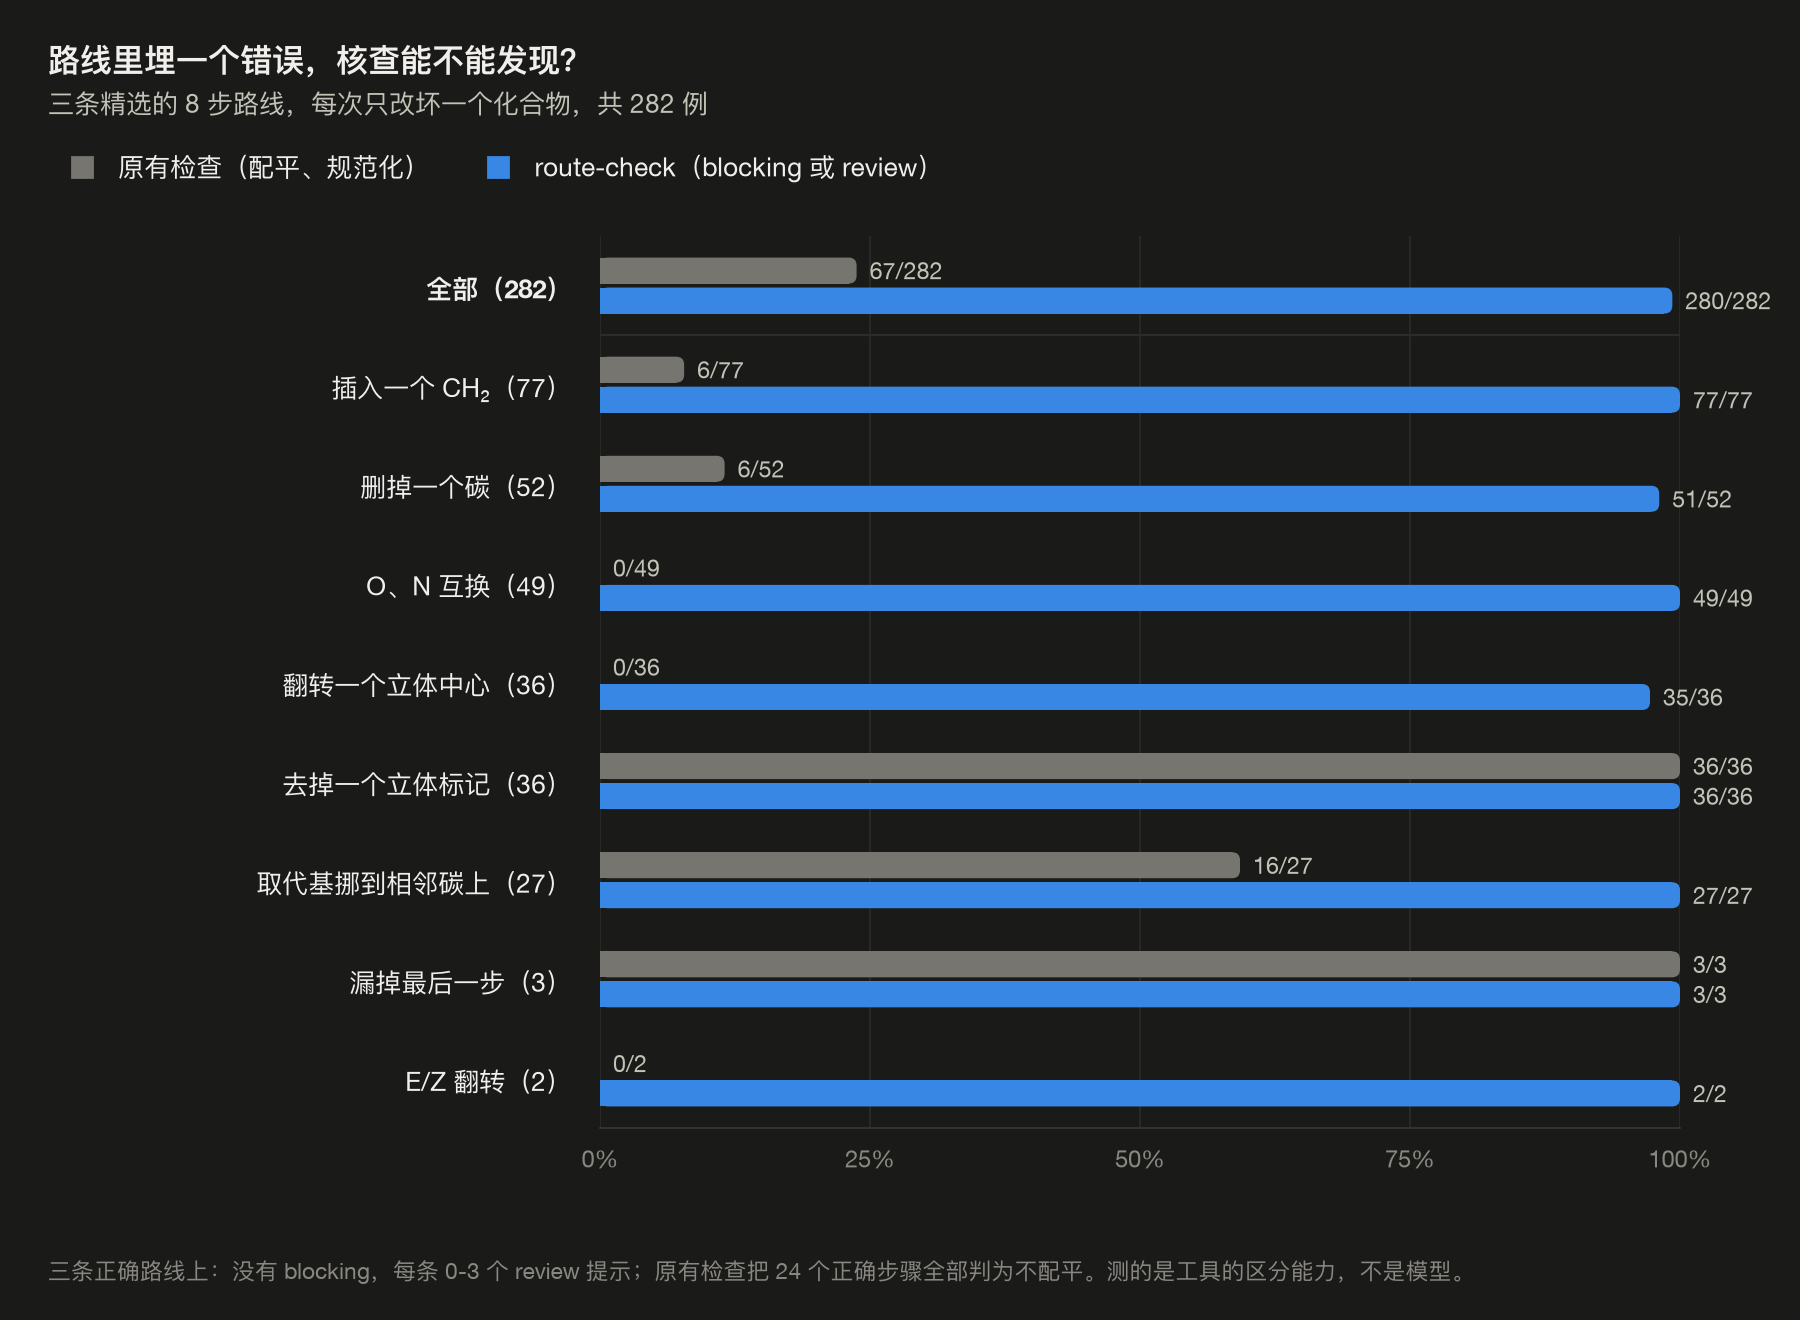 路线里埋一个错误，核查能不能发现？
三条精选的 8 步路线，每次只改坏一个化合物，共 282 例
原有检查（配平、规范化） route-check（blocking 或 review）
全部（282） 67/282
280/282
插入一个 CH₂（77） 6/77
77/77
删掉一个碳（52） 6/52
51/52
O、N 互换（49） 0/49
49/49
翻转一个立体中心（36） 0/36
35/36
去掉一个立体标记（36） 36/36
36/36
取代基挪到相邻碳上（27） 16/27
27/27
漏掉最后一步（3） 3/3
3/3
E/Z 翻转（2） 0/2
2/2
0% 25% 50% 75% 100%
三条正确路线上：没有 blocking，每条 0-3 个 review 提示；原有检查把 24 个正确步骤全部判为不配平。测的是工具的区分能力，不是模型。